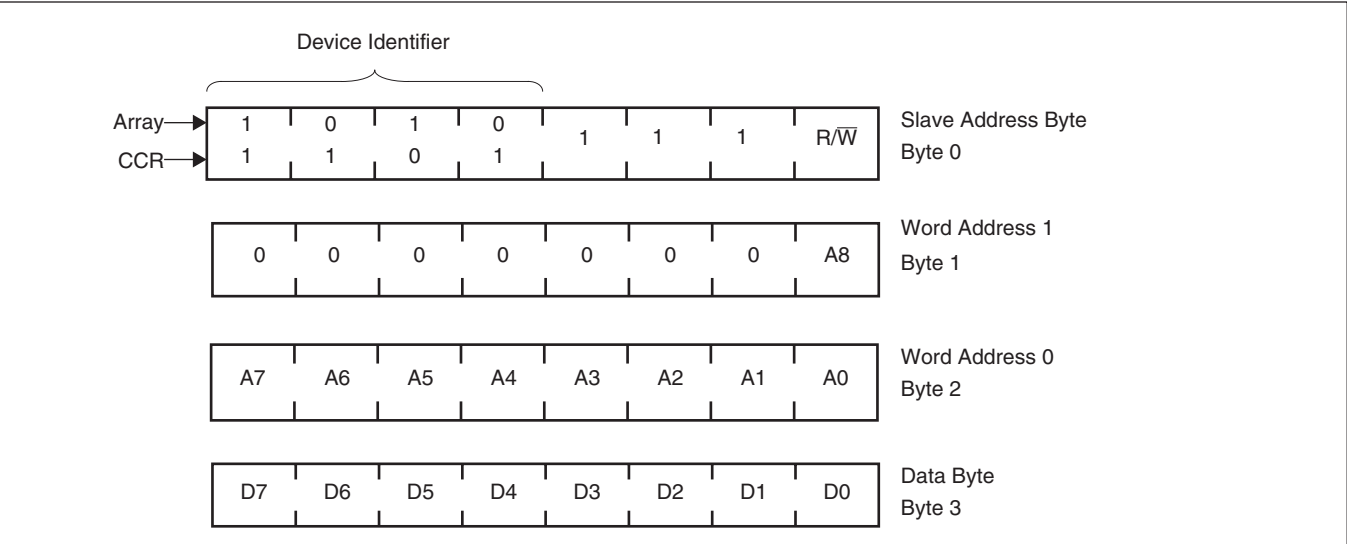 Device Identifier
Array 1 0 1 0 1 1 1 R/W̅ Slave Address Byte
CCR 1 1 0 1 Byte 0
Word Address 1
0 0 0 0 0 0 0 A8 Byte 1
Word Address 0
A7 A6 A5 A4 A3 A2 A1 A0 Byte 2
Data Byte
D7 D6 D5 D4 D3 D2 D1 D0 Byte 3